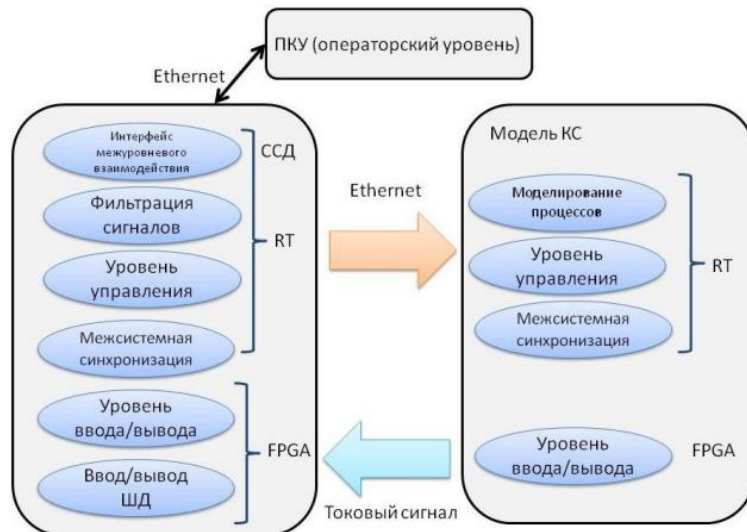 ПКУ (операторский уровень)
Ethernet
ССД
Интерфейс
межуровневого
взаимодействия
Фильтрация
сигналов
RT
Уровень
управления
Межсистемная
синхронизация
Уровень
ввода/вывода
FPGA
Ввод/вывод
ШД
Ethernet
Токовый сигнал
Модель КС
Моделирование
процессов
Уровень
управления
RT
Межсистемная
синхронизация
Уровень
ввода/вывода
FPGA